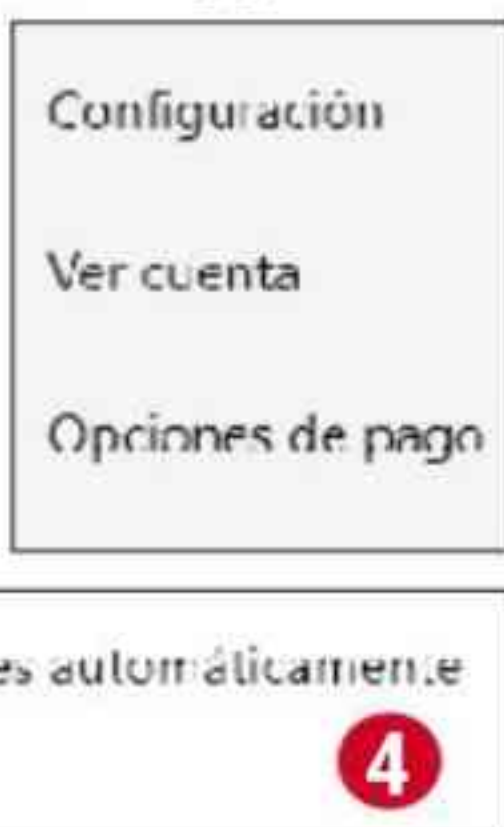 Configuración
Ver cuenta
Opciones de pago
es automáticamente
4